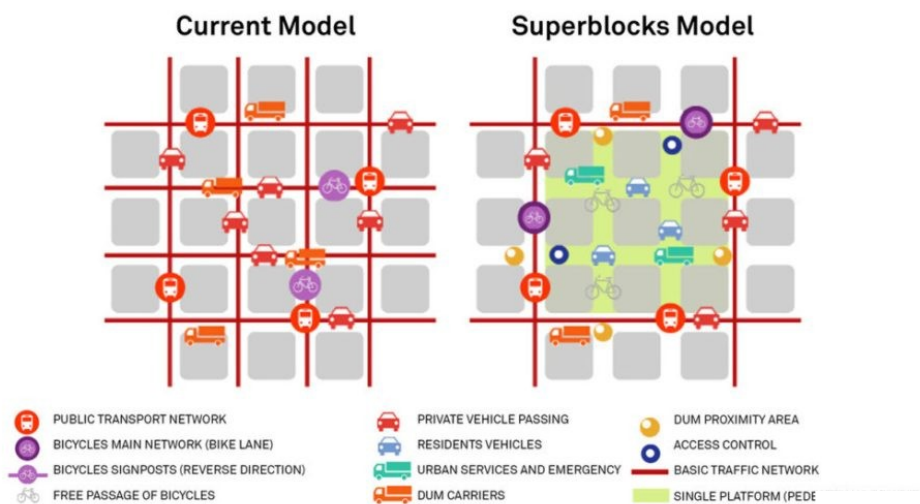 Current Model
Superblocks Model
PUBLIC TRANSPORT NETWORK
BICYCLES MAIN NETWORK (BIKE LANE)
BICYCLES SIGNPOSTS (REVERSE DIRECTION)
FREE PASSAGE OF BICYCLES
PRIVATE VEHICLE PASSING
RESIDENTS VEHICLES
URBAN SERVICES AND EMERGENCY
DUM CARRIERS
DUM PROXIMITY AREA
ACCESS CONTROL
BASIC TRAFFIC NETWORK
SINGLE PLATFORM (PEDE